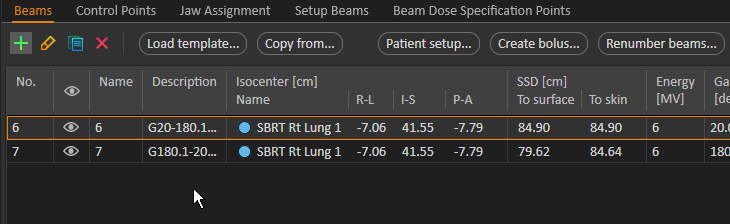 Beams Control Points Jaw Assignment Setup Beams Beam Dose Specification Points
Load template... Copy from... Patient setup... Create bolus... Renumber beams...
No. Name Description Isocenter [cm] SSD [cm] Energy
Name R-L I-S P-A To surface To skin [MV]
6 6 G20-180.1... SBRT Rt Lung 1 -7.06 41.55 -7.79 84.90 84.90 6 20.0
7 7 G180.1-20... SBRT Rt Lung 1 -7.06 41.55 -7.79 79.62 84.64 6 180